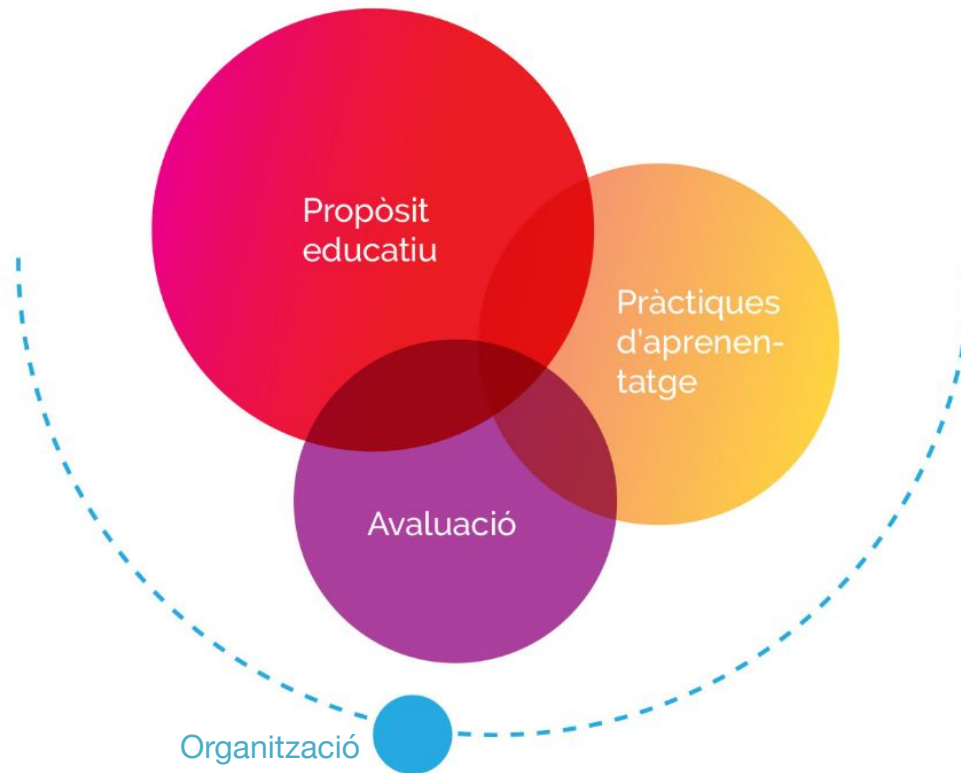 Propòsit
educatiu
Pràctiques
d'aprenen-
tatge
Avaluació
Organització